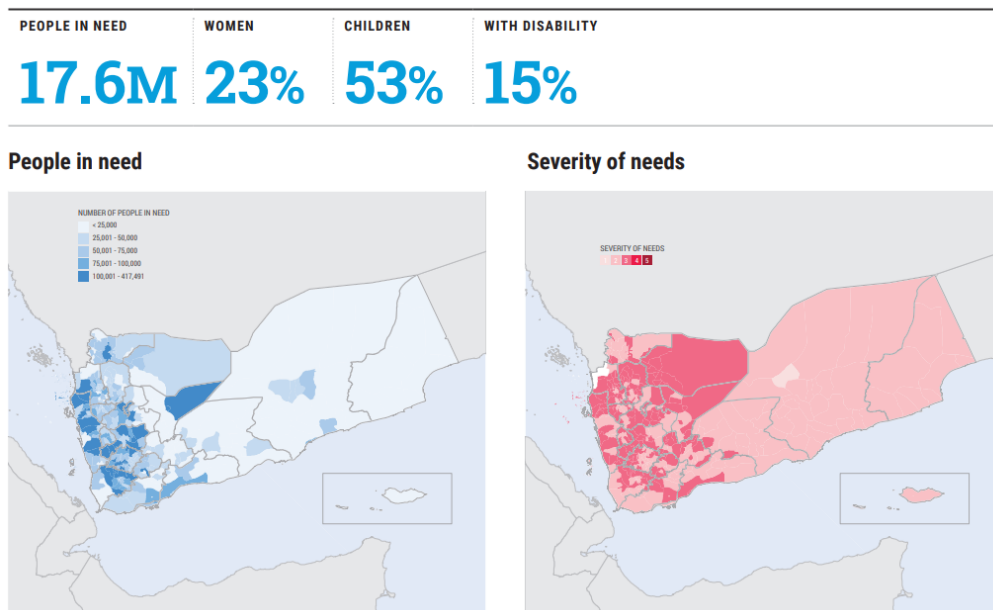 PEOPLE IN NEED
WOMEN
CHILDREN
WITH DISABILITY
17.6M
23%
53%
15%
People in need
Severity of needs
NUMBER OF PEOPLE IN NEED
< 25,000
25,001 - 50,000
50,001 - 75,000
75,001 - 100,000
100,001 - 417,491
SEVERITY OF NEEDS
1 2 3 4 5